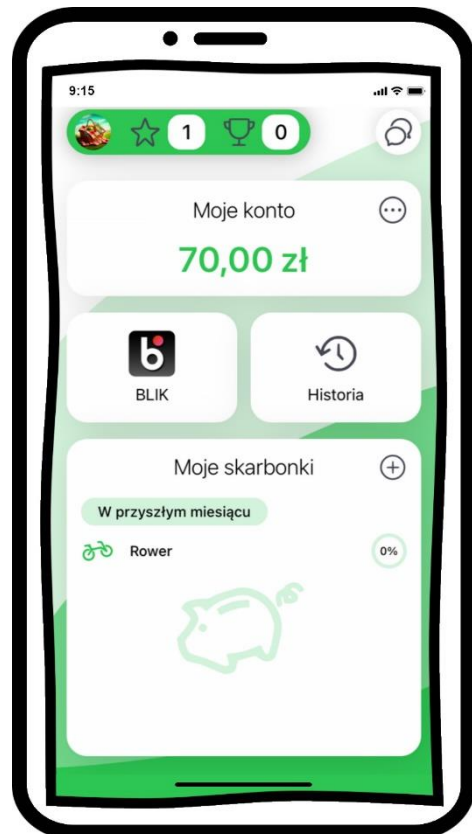 9:15
1 0
Moje konto
70,00 zł
BLIK Historia
Moje skarbonki
W przyszłym miesiącu
Rower 0%